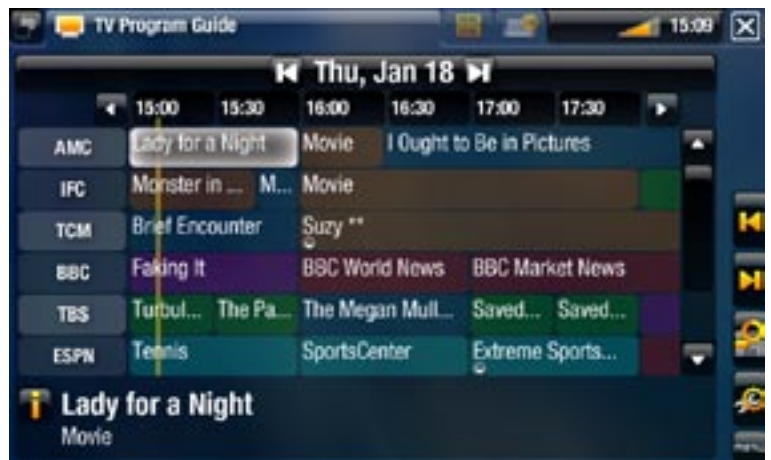 TV Program Guide 15:09
Thu, Jan 18
15:00 15:30 16:00 16:30 17:00 17:30
AMC Lady for a Night Movie I Ought to Be in Pictures
IFC Monster in ... M... Movie
TCM Brief Encounter Suzy **
BBC Faking It BBC World News BBC Market News
TBS Turbul... The Pa... The Megan Mull... Saved... Saved...
ESPN Tennis SportsCenter Extreme Sports...
Lady for a Night
Movie